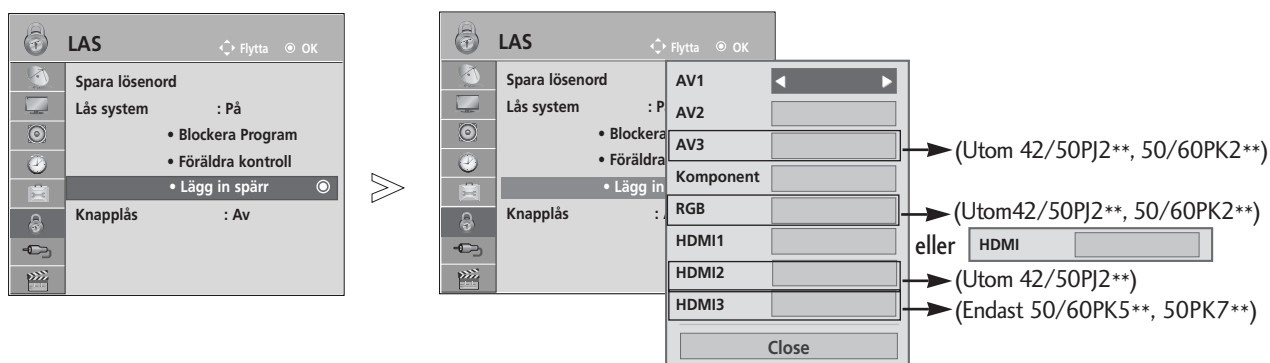 LAS
Flytta OK
Spara lösenord
Lås system : På
• Blockera Program
• Föräldra kontroll
• Lägg in spärr
Knapplås : Av
LAS
Flytta OK
Spara lösenord
Lås system : P
• Blockera
• Föräldra
• Lägg in
Knapplås :
AV1
AV2
AV3
(Utom 42/50PJ2**, 50/60PK2**)
Komponent
RGB
(Utom42/50PJ2**, 50/60PK2**)
HDMI1
eller HDMI
HDMI2
(Utom 42/50PJ2**)
HDMI3
(Endast 50/60PK5**, 50PK7**)
Close